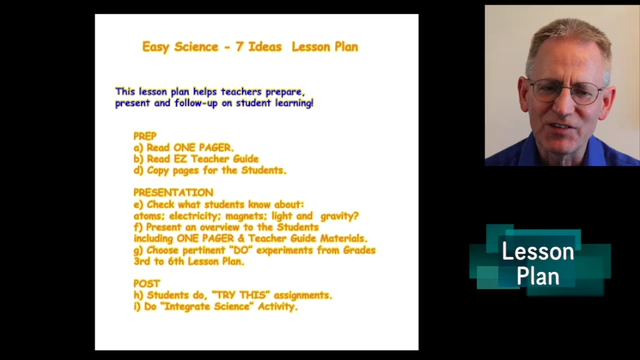 Easy Science - 7 Ideas Lesson Plan
This lesson plan helps teachers prepare,
present and follow-up on student learning!
PREP
a) Read ONE PAGER.
b) Read EZ Teacher Guide
d) Copy pages for the Students.
PRESENTATION
e) Check what students know about:
atoms; electricity; magnets; light and gravity?
f) Present an overview to the Students
including ONE PAGER & Teacher Guide Materials.
g) Choose pertinent "DO" experiments from Grades
3rd to 6th Lesson Plan.
POST
h) Students do, "TRY THIS" assignments.
i) Do "Integrate Science" Activity.
Lesson
Plan